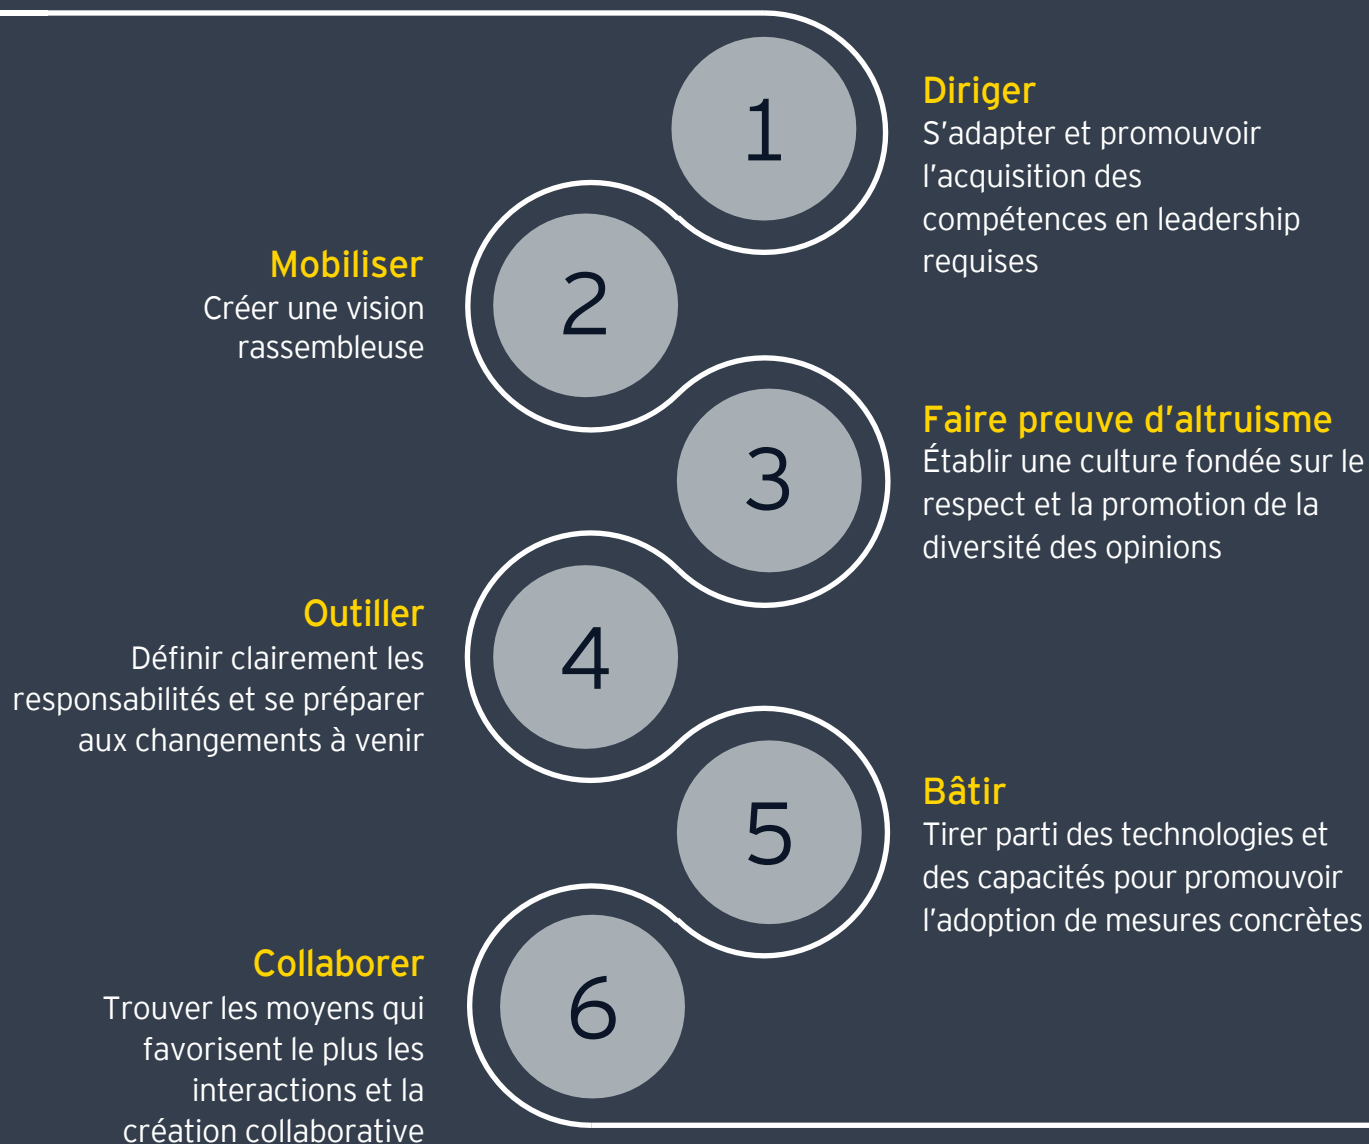 1
Diriger
S’adapter et promouvoir
l’acquisition des
compétences en leadership
requises
2
Mobiliser
Créer une vision
rassembleuse
3
Faire preuve d’altruisme
Établir une culture fondée sur le
respect et la promotion de la
diversité des opinions
4
Outiller
Définir clairement les
responsabilités et se préparer
aux changements à venir
5
Bâtir
Tirer parti des technologies et
des capacités pour promouvoir
l’adoption de mesures concrètes
6
Collaborer
Trouver les moyens qui
favorisent le plus les
interactions et la
création collaborative